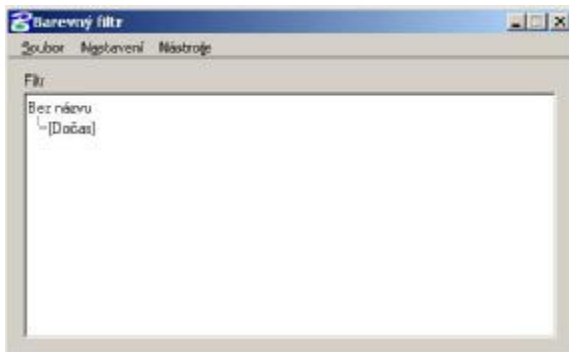 Barevný filtr
Soubor Nastavení Nástroje
Filtr
Bez názvu
[Dočas]